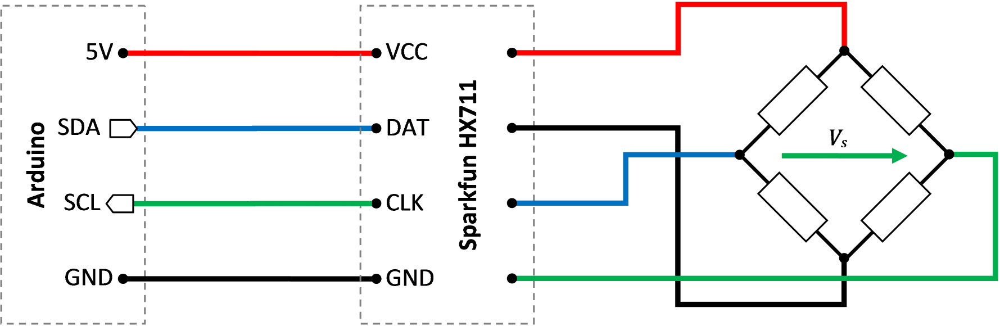 Arduino
5V
SDA
SCL
GND
VCC
DAT
CLK
GND
Sparkfun HX711
Vs